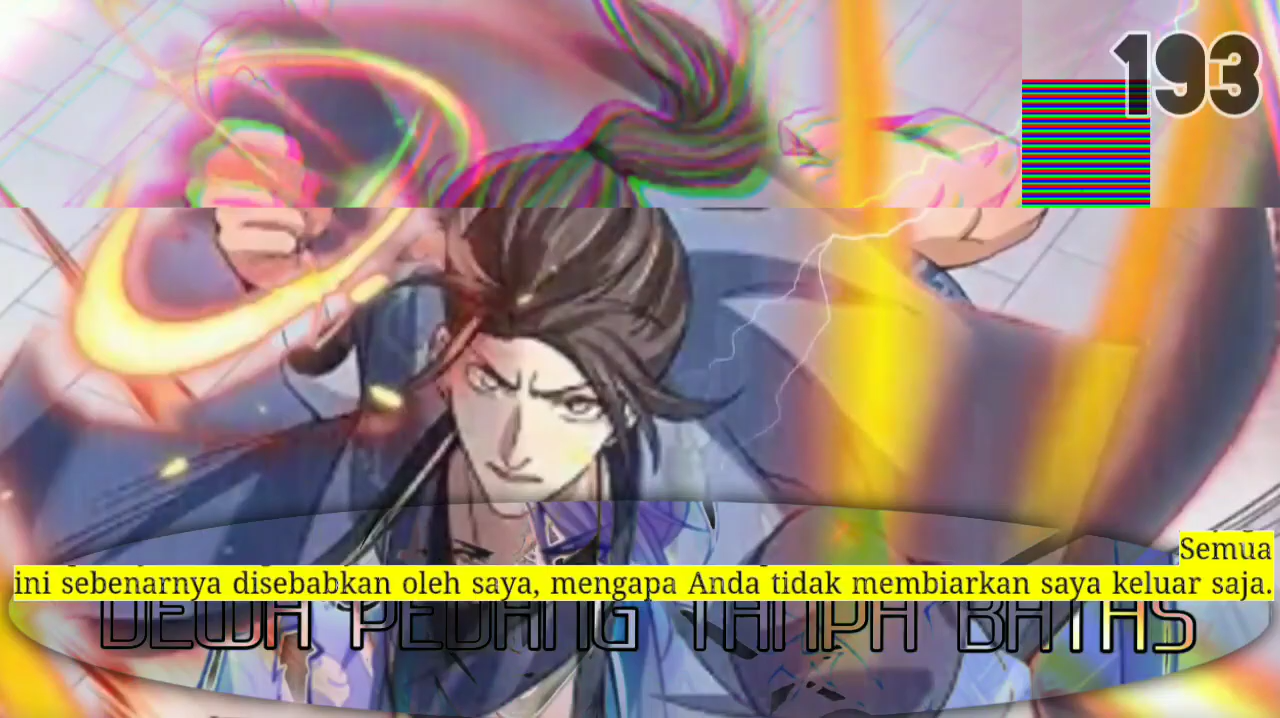 193
Semua
ini sebenarnya disebabkan oleh saya, mengapa Anda tidak membiarkan saya keluar saja.
DEWA PEDANG TANPA BATAS